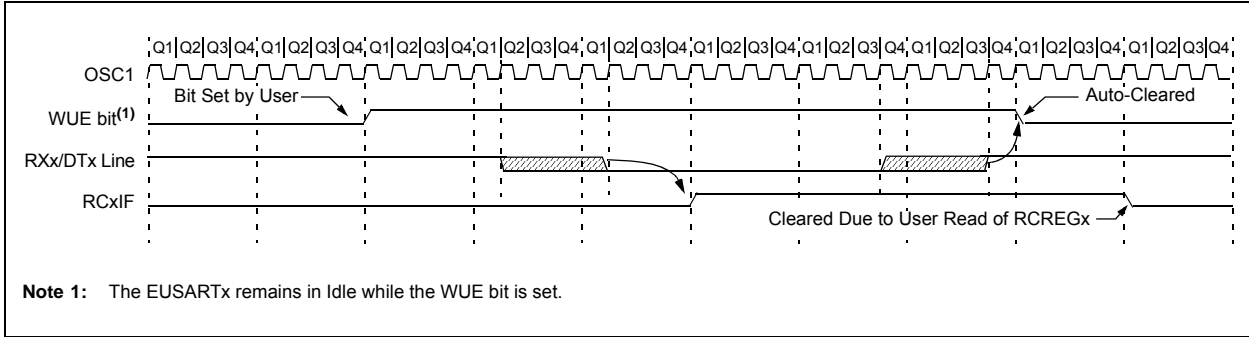 Q1 Q2 Q3 Q4 Q1 Q2 Q3 Q4 Q1 Q2 Q3 Q4 Q1 Q2 Q3 Q4 Q1 Q2 Q3 Q4 Q1 Q2 Q3 Q4 Q1 Q2 Q3 Q4 Q1 Q2 Q3 Q4 Q1 Q2 Q3 Q4 Q1 Q2 Q3 Q4
OSC1
Bit Set by User
Auto-Cleared
WUE bit(1)
RXx/DTx Line
RCxIF
Cleared Due to User Read of RCREGx
Note 1: The EUSARTx remains in Idle while the WUE bit is set.